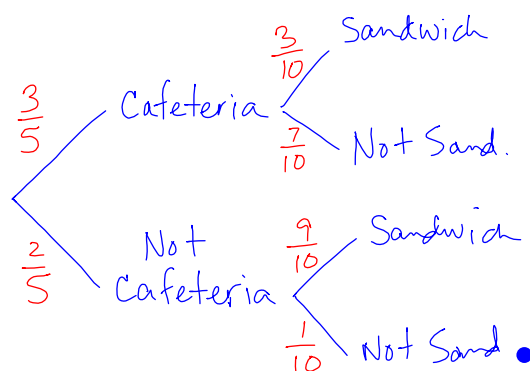 3/10 Sandwich
3/5 Cafeteria
7/10 Not Sand.
2/5 Not Cafeteria
9/10 Sandwich
1/10 Not Sand